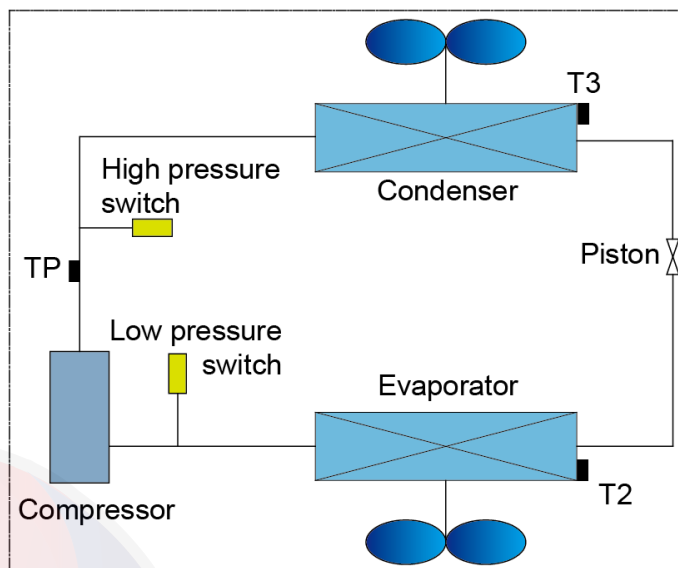 T3
High pressure
switch
Condenser
TP
Piston
Low pressure
switch
Evaporator
T2
Compressor